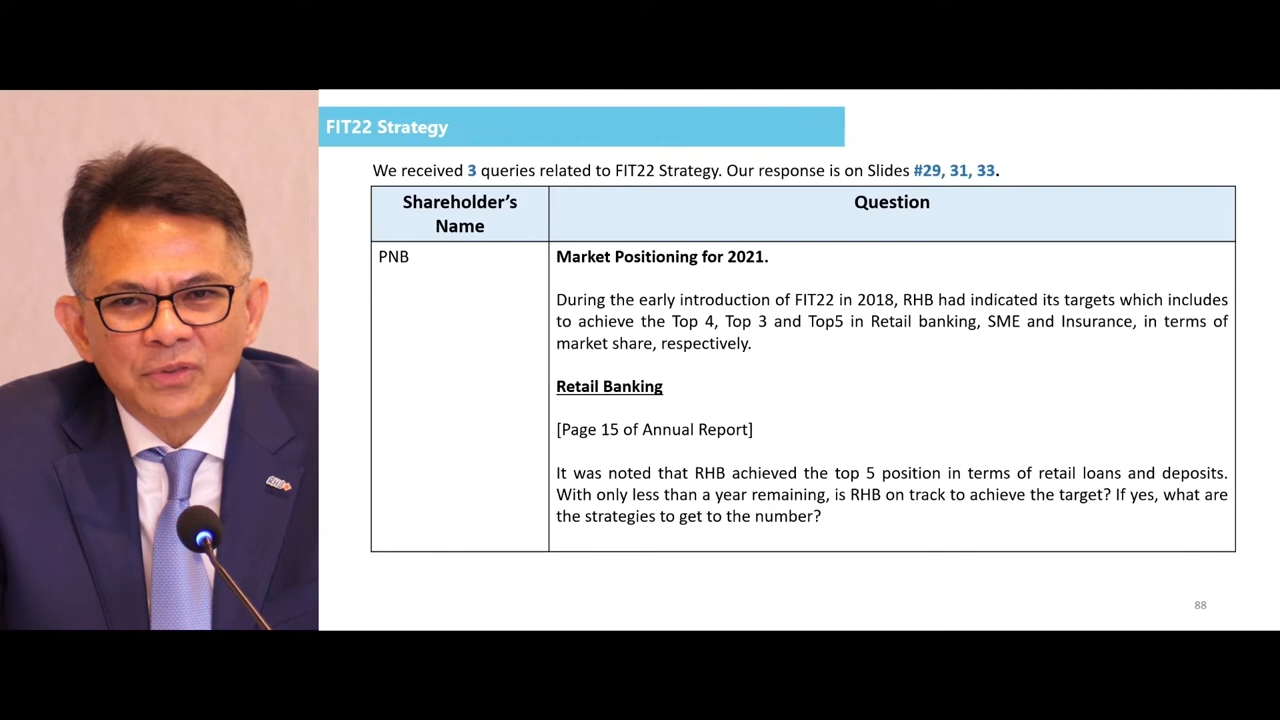 FIT22 Strategy
We received 3 queries related to FIT22 Strategy. Our response is on Slides #29, 31, 33.
Shareholder's
Name
Question
PNB
Market Positioning for 2021.
During the early introduction of FIT22 in 2018, RHB had indicated its targets which includes
to achieve the Top 4, Top 3 and Top5 in Retail banking, SME and Insurance, in terms of
market share, respectively.
Retail Banking
[Page 15 of Annual Report]
It was noted that RHB achieved the top 5 position in terms of retail loans and deposits.
With only less than a year remaining, is RHB on track to achieve the target? If yes, what are
the strategies to get to the number?
RHB
88